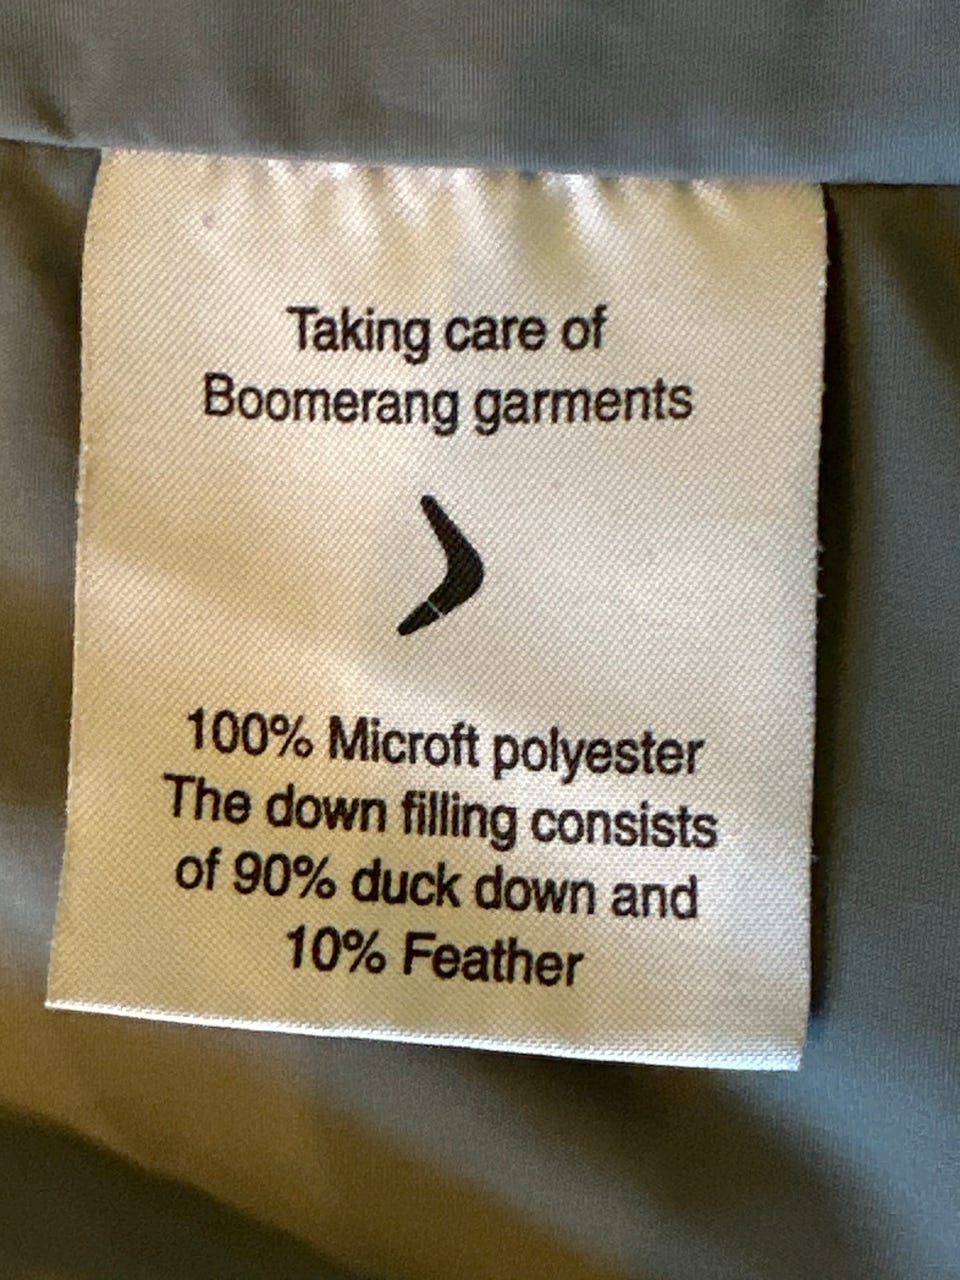 Taking care of
Boomerang garments
100% Microft polyester
The down filling consists
of 90% duck down and
10% Feather